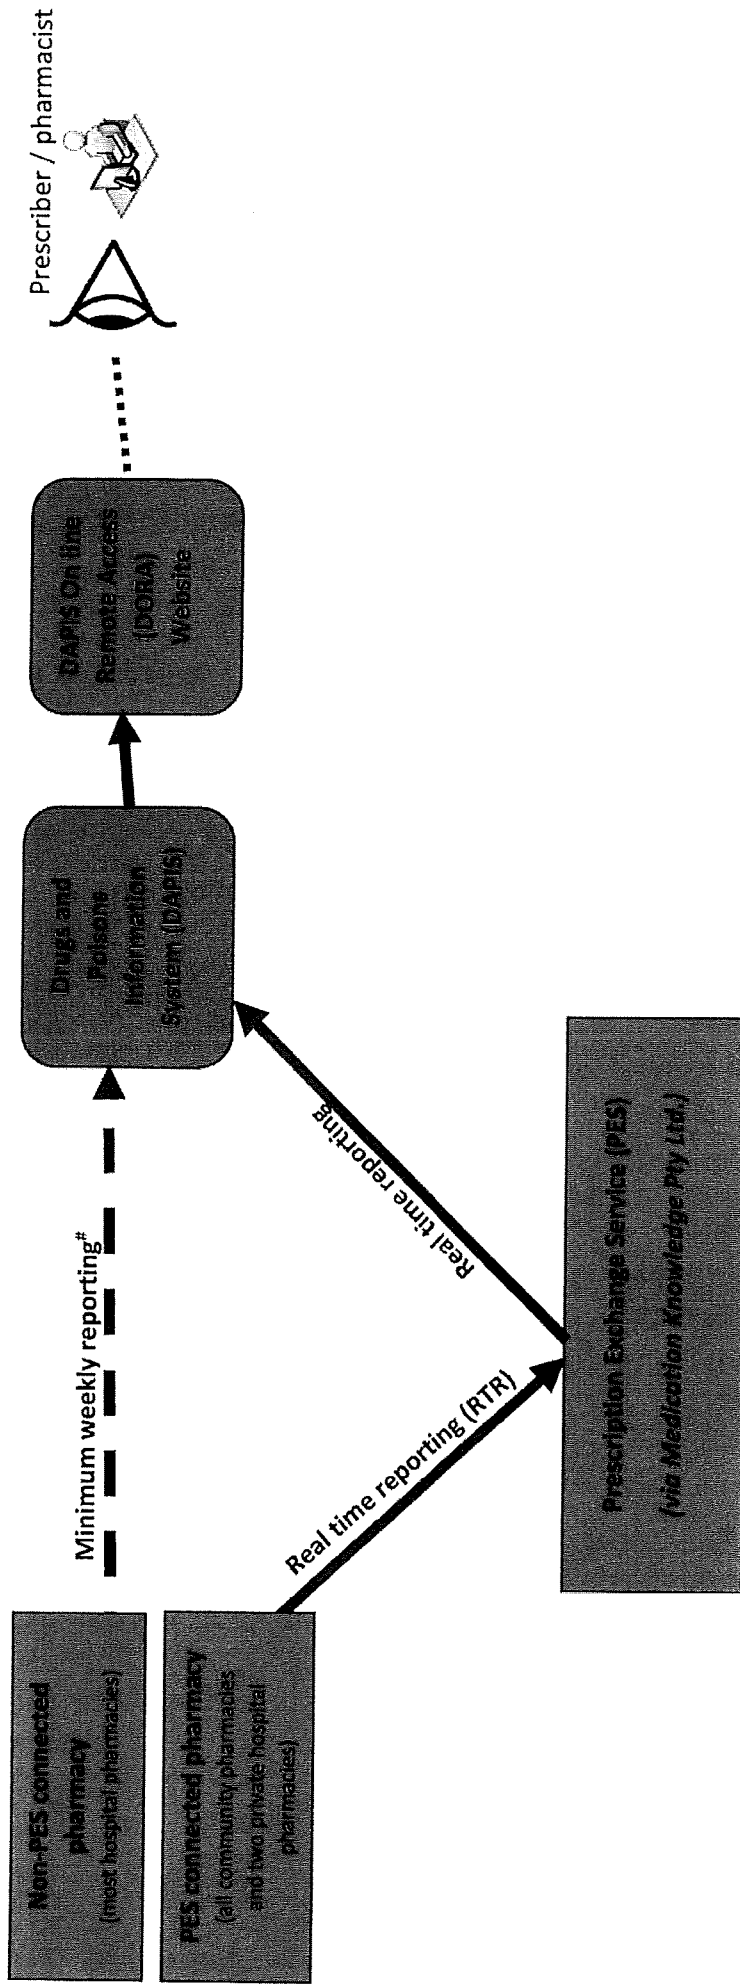 Non-PES connected
pharmacy
(most hospital pharmacies)
PES connected pharmacy
(all community pharmacies
and two private hospital
pharmacies)
Minimum weekly reporting#
Real time reporting (RTR)
Prescription Exchange Service (PES)
(via Medication Knowledge Pty Ltd.)
Real time reporting
Drugs and
Poisons
Information
System (DAPIS)
DAPIS On line
Remote Access
(DORA)
Website
Prescriber / pharmacist